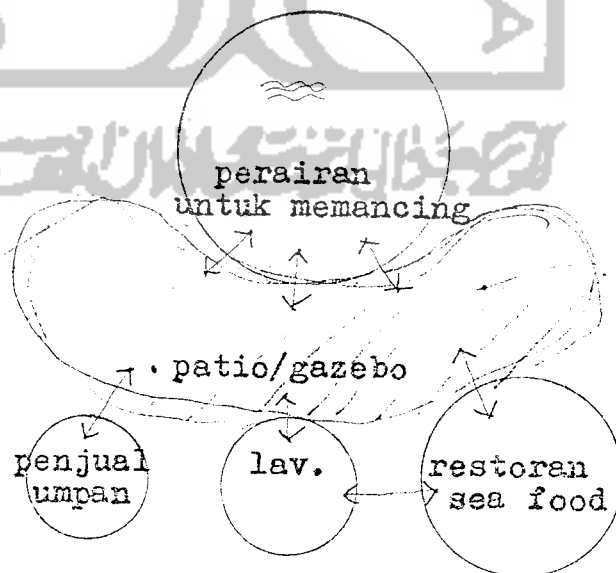 perairan
untuk memancing
patio/gazebo
penjual
umpan
lav.
restoran
sea food